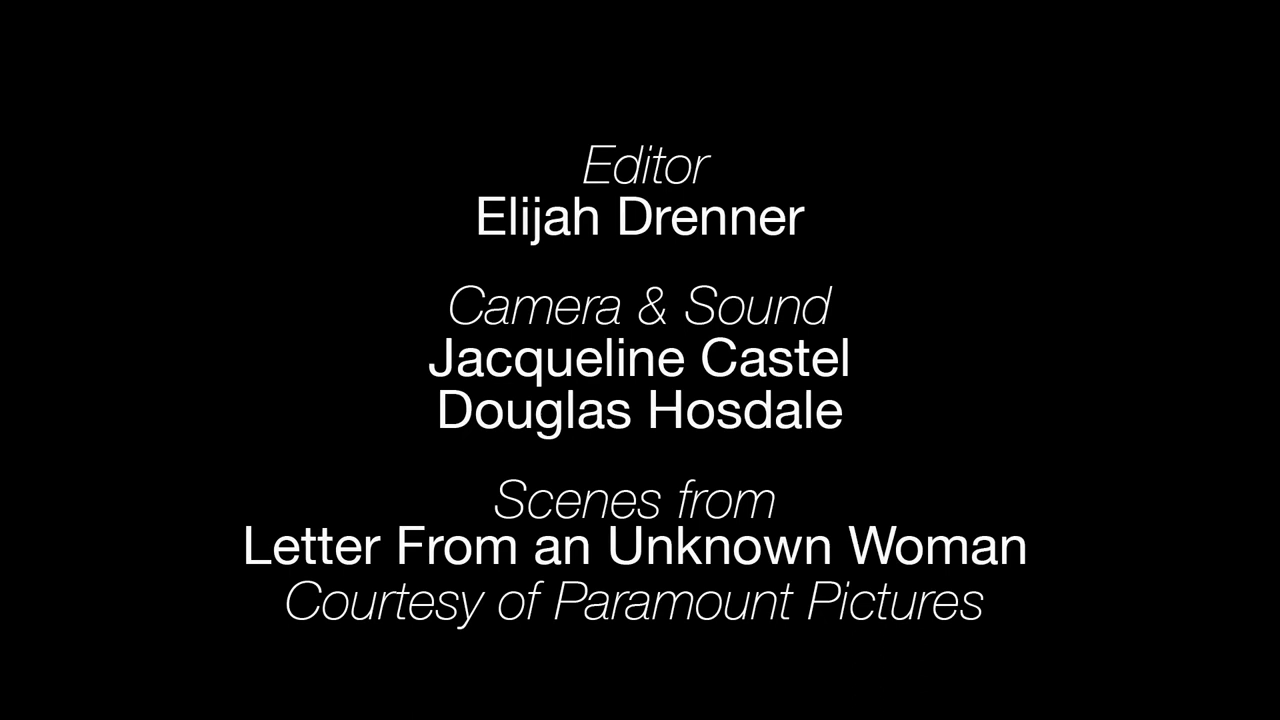 Editor
Elijah Drenner
Camera & Sound
Jacqueline Castel
Douglas Hosdale
Scenes from
Letter From an Unknown Woman
Courtesy of Paramount Pictures